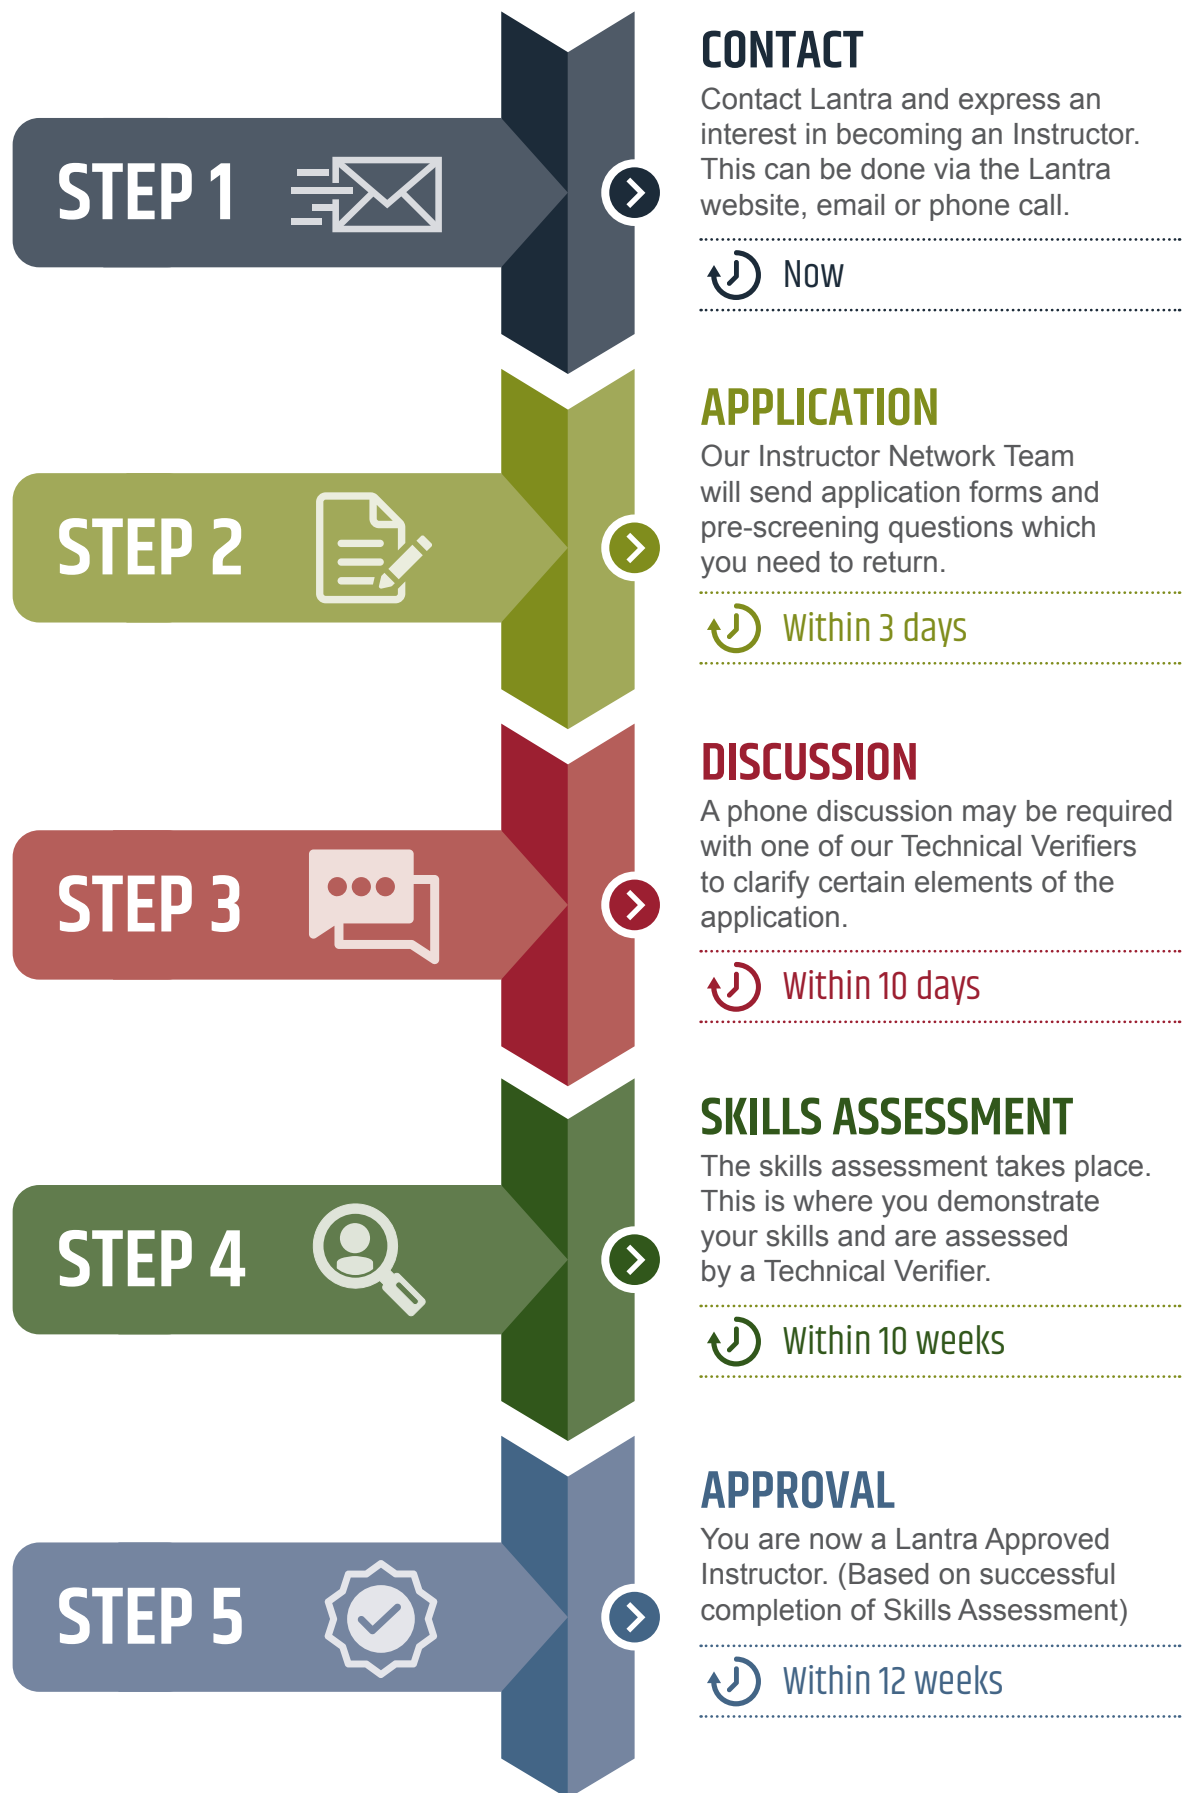 STEP 1
CONTACT
Contact Lantra and express an
interest in becoming an Instructor.
This can be done via the Lantra
website, email or phone call.
Now
STEP 2
APPLICATION
Our Instructor Network Team
will send application forms and
pre-screening questions which
you need to return.
Within 3 days
STEP 3
DISCUSSION
A phone discussion may be required
with one of our Technical Verifiers
to clarify certain elements of the
application.
Within 10 days
STEP 4
SKILLS ASSESSMENT
The skills assessment takes place.
This is where you demonstrate
your skills and are assessed
by a Technical Verifier.
Within 10 weeks
STEP 5
APPROVAL
You are now a Lantra Approved
Instructor. (Based on successful
completion of Skills Assessment)
Within 12 weeks